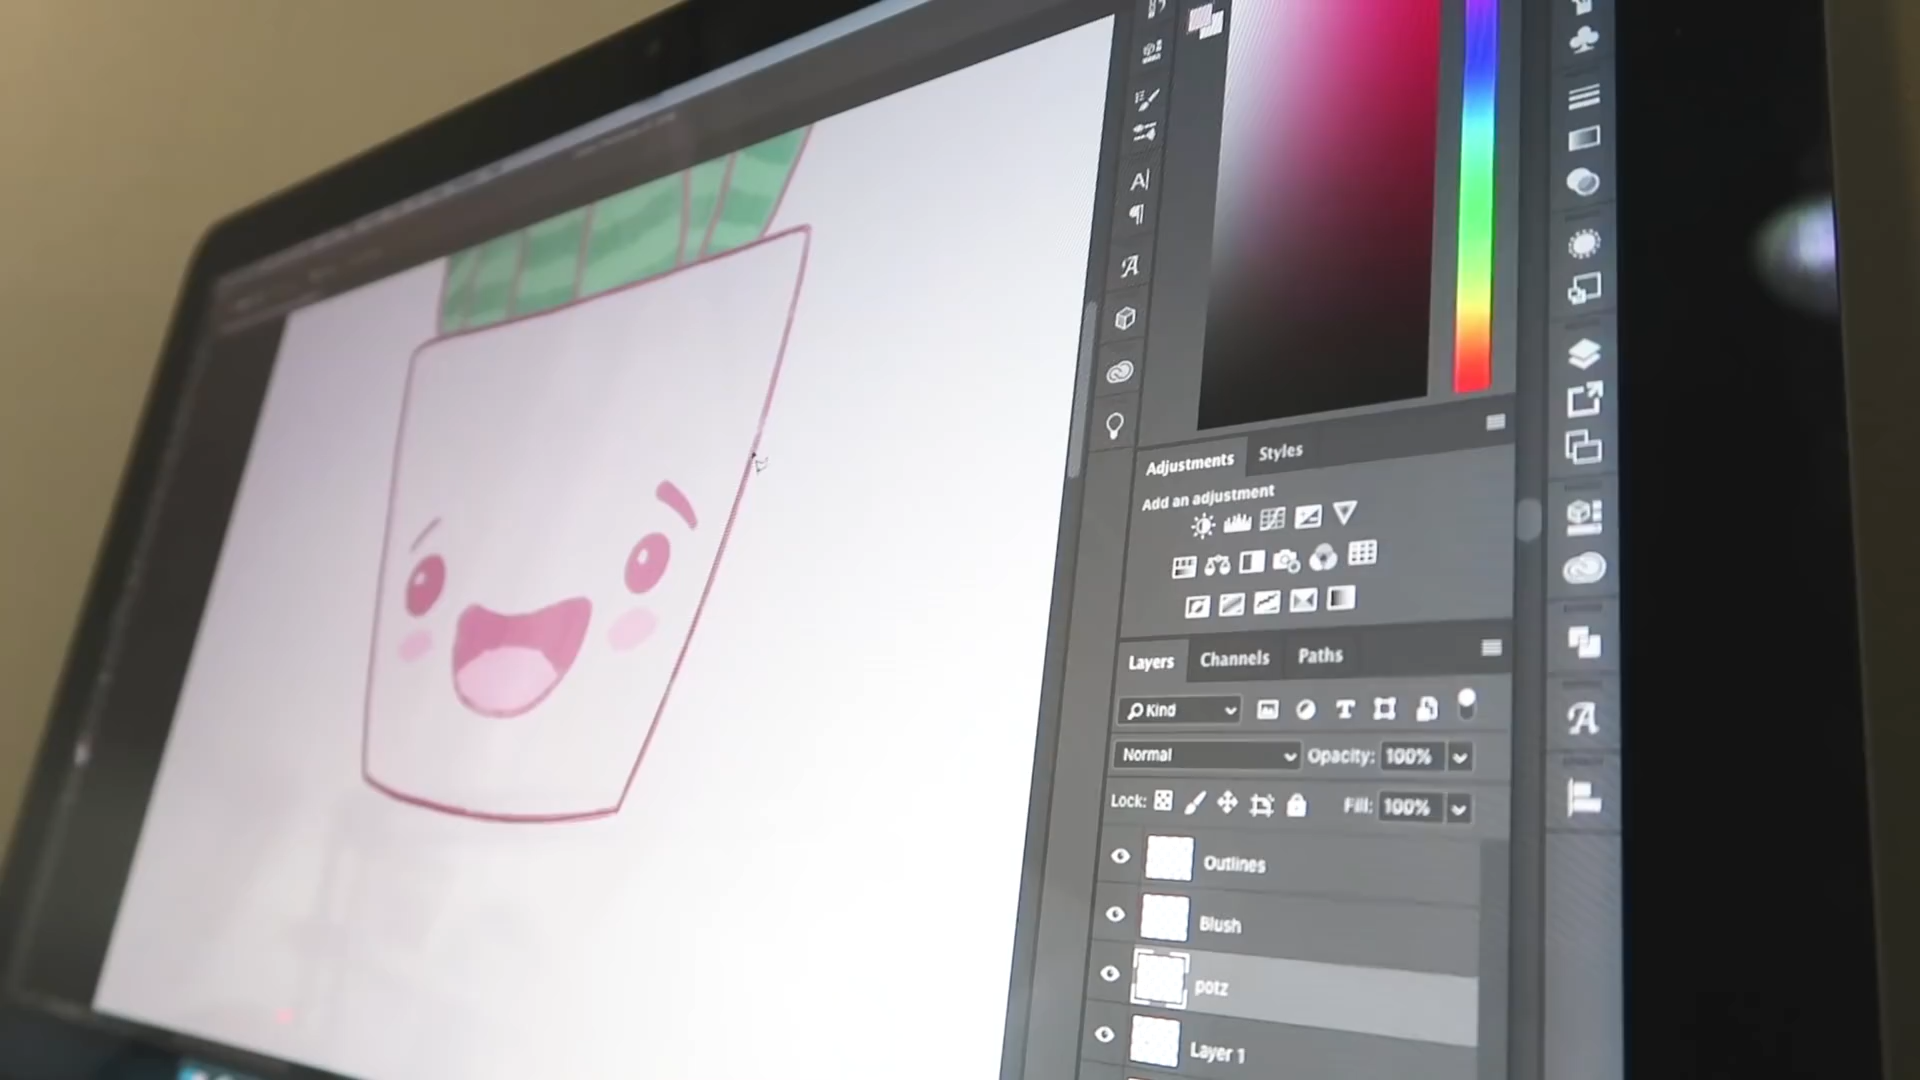 Adjustments Styles
Add an adjustment
Layers Channels Paths
Kind
Normal Opacity: 100%
Lock: Fill: 100%
Outlines
Blush
potz
Layer 1